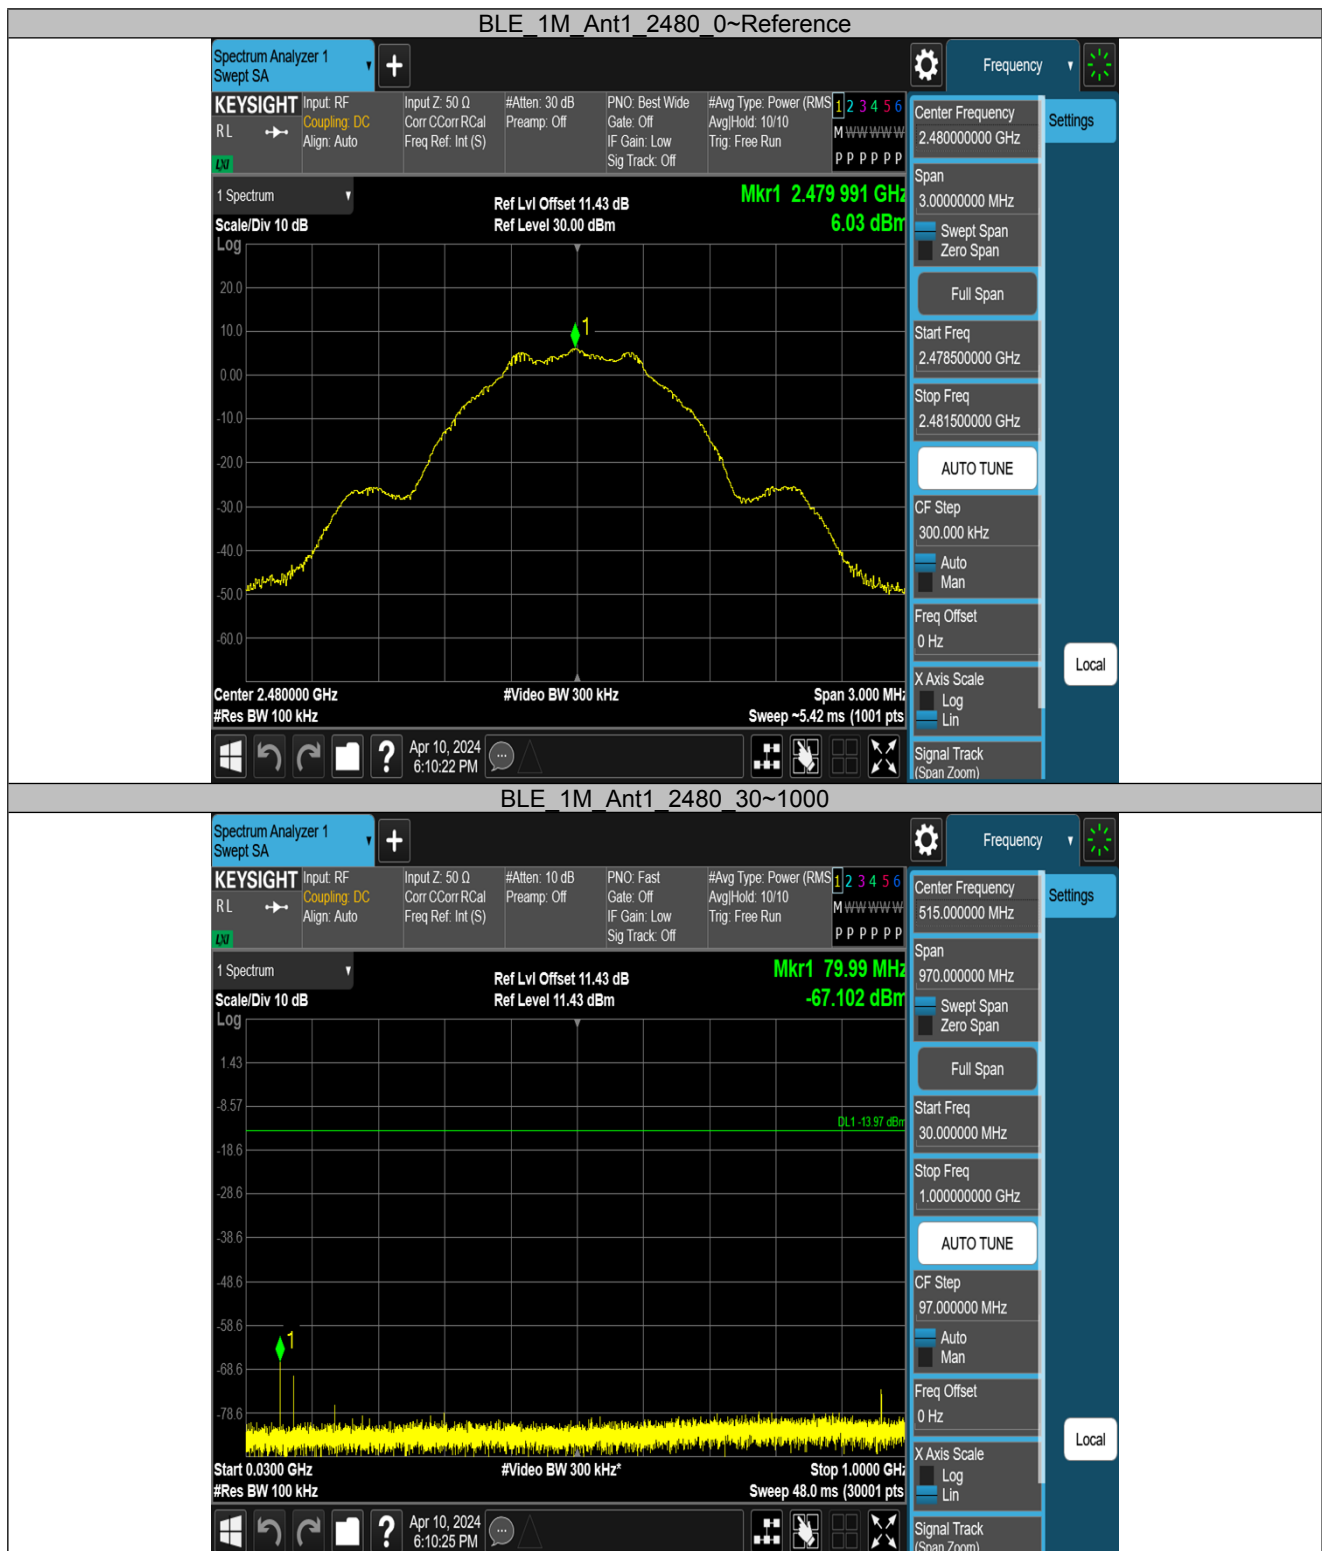 BLE_1M_Ant1_2480_0~Reference
Spectrum Analyzer 1
Swept SA
+
Frequency
KEYSIGHT
RL
LXI
Input: RF
Coupling: DC
Align: Auto
Input Z: 50 Ω
Corr CCorr RCal
Freq Ref: Int (S)
#Atten: 30 dB
Preamp: Off
PNO: Best Wide
Gate: Off
IF Gain: Low
Sig Track: Off
#Avg Type: Power (RMS
Avg|Hold: 10/10
Trig: Free Run
1 2 3 4 5 6
M W W W W W
P P P P P P
1 Spectrum
Scale/Div 10 dB
Log
Ref Lvl Offset 11.43 dB
Ref Level 30.00 dBm
Mkr1 2.479 991 GHz
6.03 dBm
1
20.0
10.0
0.00
-10.0
-20.0
-30.0
-40.0
-50.0
-60.0
Center 2.480000 GHz
#Res BW 100 kHz
#Video BW 300 kHz
Span 3.000 MHz
Sweep ~5.42 ms (1001 pts
?
Apr 10, 2024
6:10:22 PM
Center Frequency
2.480000000 GHz
Span
3.00000000 MHz
Swept Span
Zero Span
Full Span
Start Freq
2.478500000 GHz
Stop Freq
2.481500000 GHz
AUTO TUNE
CF Step
300.000 kHz
Auto
Man
Freq Offset
0 Hz
X Axis Scale
Log
Lin
Signal Track
(Span Zoom)
Settings
Local
BLE_1M_Ant1_2480_30~1000
Spectrum Analyzer 1
Swept SA
+
Frequency
KEYSIGHT
RL
LXI
Input: RF
Coupling: DC
Align: Auto
Input Z: 50 Ω
Corr CCorr RCal
Freq Ref: Int (S)
#Atten: 10 dB
Preamp: Off
PNO: Fast
Gate: Off
IF Gain: Low
Sig Track: Off
#Avg Type: Power (RMS
Avg|Hold: 10/10
Trig: Free Run
1 2 3 4 5 6
M W W W W W
P P P P P P
1 Spectrum
Scale/Div 10 dB
Log
Ref Lvl Offset 11.43 dB
Ref Level 11.43 dBm
Mkr1 79.99 MHz
-67.102 dBm
1.43
-8.57
DL1 -13.97 dBm
-18.6
-28.6
-38.6
-48.6
-58.6
1
-68.6
-78.6
Start 0.0300 GHz
#Res BW 100 kHz
#Video BW 300 kHz*
Stop 1.0000 GHz
Sweep 48.0 ms (30001 pts
?
Apr 10, 2024
6:10:25 PM
Center Frequency
515.000000 MHz
Span
970.000000 MHz
Swept Span
Zero Span
Full Span
Start Freq
30.000000 MHz
Stop Freq
1.000000000 GHz
AUTO TUNE
CF Step
97.000000 MHz
Auto
Man
Freq Offset
0 Hz
X Axis Scale
Log
Lin
Signal Track
(Span Zoom)
Settings
Local